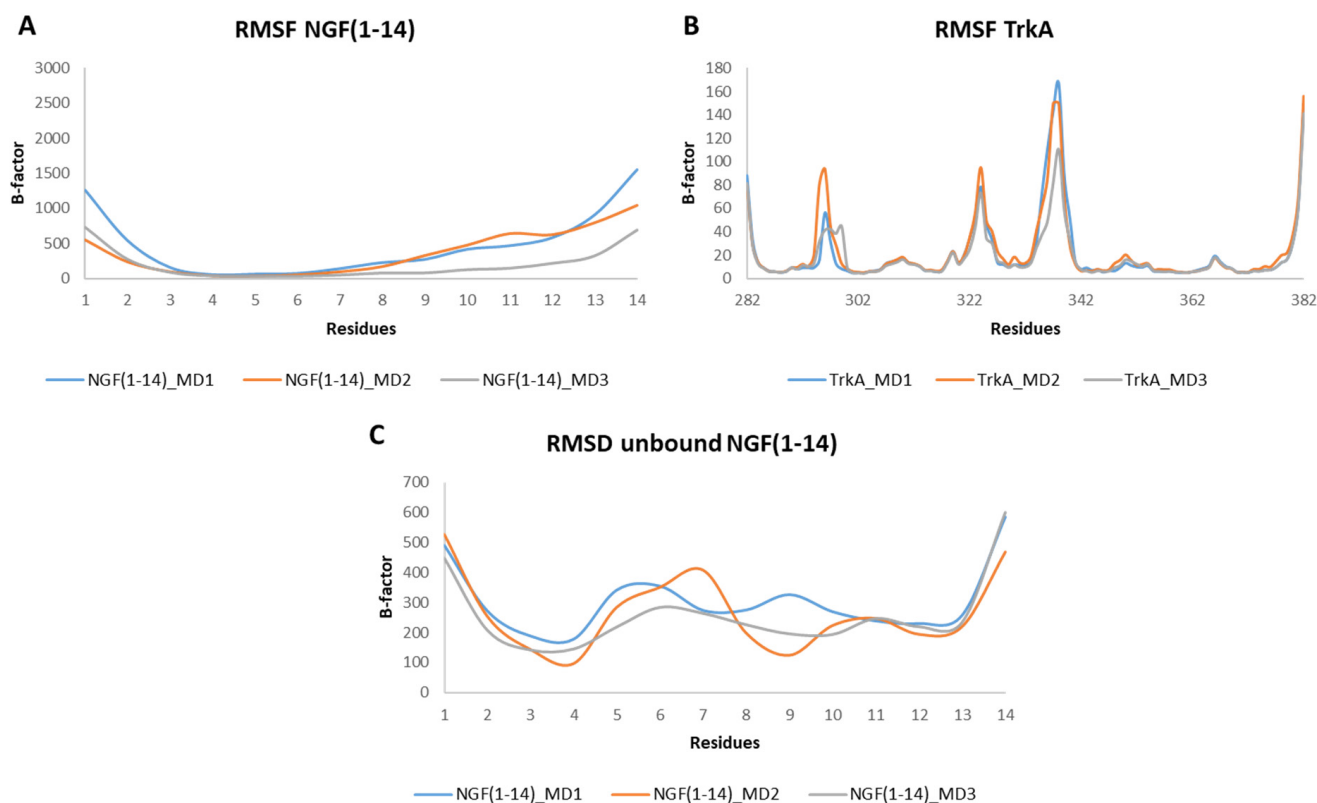 A
RMSF NGF(1-14)
3000
2500
2000
1500
1000
500
0
B-factor
1 2 3 4 5 6 7 8 9 10 11 12 13 14
Residues
NGF(1-14)_MD1 NGF(1-14)_MD2 NGF(1-14)_MD3
B
RMSF TrkA
180
160
140
120
100
80
60
40
20
0
B-factor
282 302 322 342 362 382
Residues
TrkA_MD1 TrkA_MD2 TrkA_MD3
C
RMSD unbound NGF(1-14)
700
600
500
400
300
200
100
0
B-factor
1 2 3 4 5 6 7 8 9 10 11 12 13 14
Residues
NGF(1-14)_MD1 NGF(1-14)_MD2 NGF(1-14)_MD3